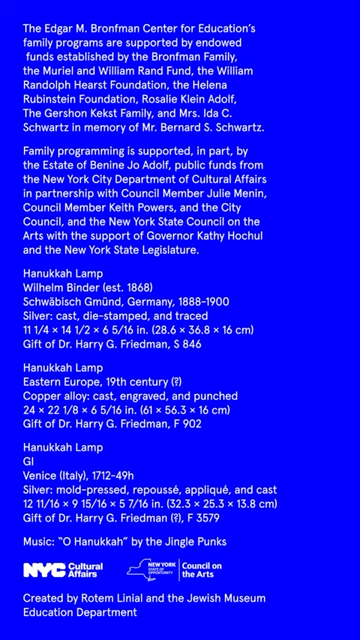 The Edgar M. Bronfman Center for Education's
family programs are supported by endowed
funds established by the Bronfman Family,
the Muriel and William Rand Fund, the William
Randolph Hearst Foundation, the Helena
Rubinstein Foundation, Rosalie Klein Adolf,
The Gershon Kekst Family, and Mrs. Ida C.
Schwartz in memory of Mr. Bernard S. Schwartz.
Family programming is supported, in part, by
the Estate of Benine Jo Adolf, public funds from
the New York City Department of Cultural Affairs
in partnership with Council Member Julie Menin,
Council Member Keith Powers, and the City
Council, and the New York State Council on the
Arts with the support of Governor Kathy Hochul
and the New York State Legislature.
Hanukkah Lamp
Wilhelm Binder (est. 1868)
Schwäbisch Gmünd, Germany, 1888-1900
Silver: cast, die-stamped, and traced
11 1/4 × 14 1/2 × 6 5/16 in. (28.6 × 36.8 × 16 cm)
Gift of Dr. Harry G. Friedman, S 846
Hanukkah Lamp
Eastern Europe, 19th century (?)
Copper alloy: cast, engraved, and punched
24 × 22 1/8 × 6 5/16 in. (61 × 56.3 × 16 cm)
Gift of Dr. Harry G. Friedman, F 902
Hanukkah Lamp
GI
Venice (Italy), 1712-49h
Silver: mold-pressed, repoussé, appliqué, and cast
12 11/16 × 9 15/16 × 5 7/16 in. (32.3 × 25.3 × 13.8 cm)
Gift of Dr. Harry G. Friedman (?), F 3579
Music: "O Hanukkah" by the Jingle Punks
NYC Cultural Affairs
NEW YORK STATE OF OPPORTUNITY Council on the Arts
Created by Rotem Linial and the Jewish Museum
Education Department